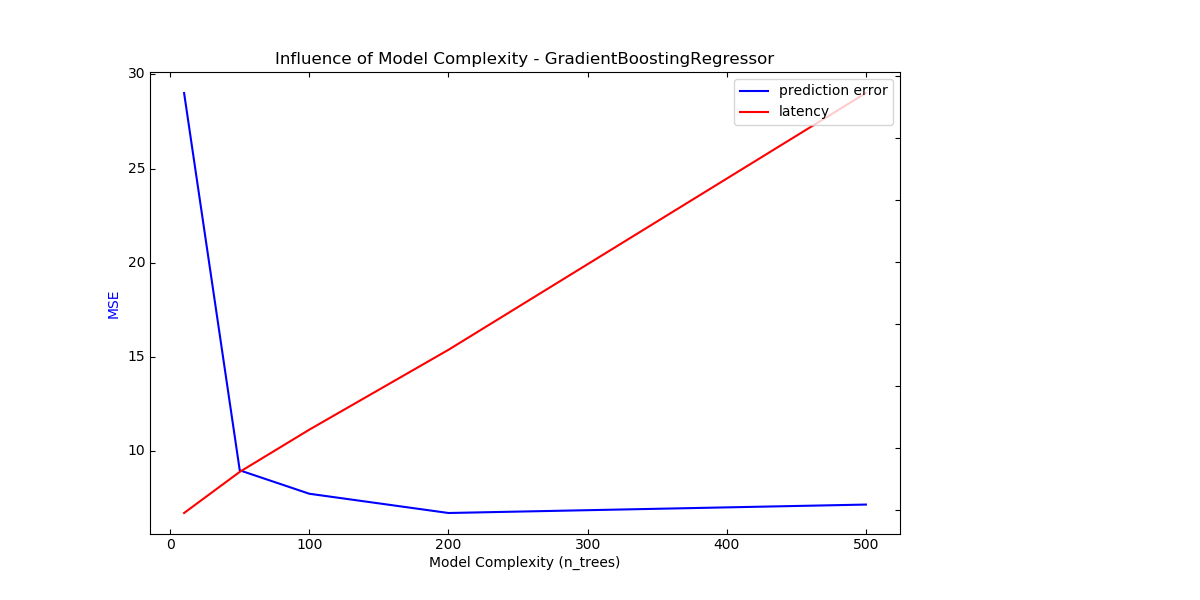 Influence of Model Complexity - GradientBoostingRegressor
prediction error
latency
30
25
20
15
10
MSE
0 100 200 300 400 500
Model Complexity (n_trees)